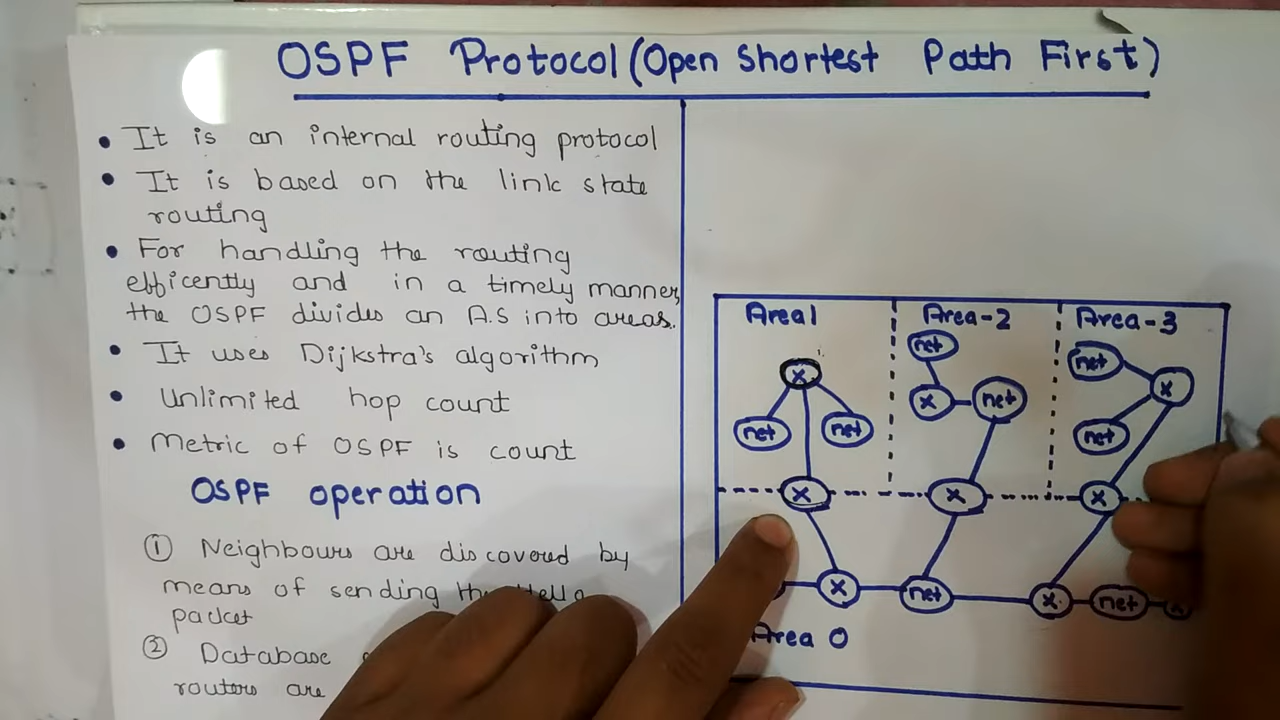 OSPF Protocol (Open Shortest Path First)
• It is an internal routing protocol
• It is based on the link state
routing
• For handling the routing
efficently and in a timely manner,
the OSPF divides an A.S into areas.
• It uses Dijkstra's algorithm
• Unlimited hop count
• Metric of OSPF is count
OSPF operation
① Neighbours are discovered by
means of sending the Hello
packet
② Database
routers are
Area1
Area-2
Area-3
net
net
x
x
net
x
net
net
net
x
x
x
x
net
x
net
Area 0